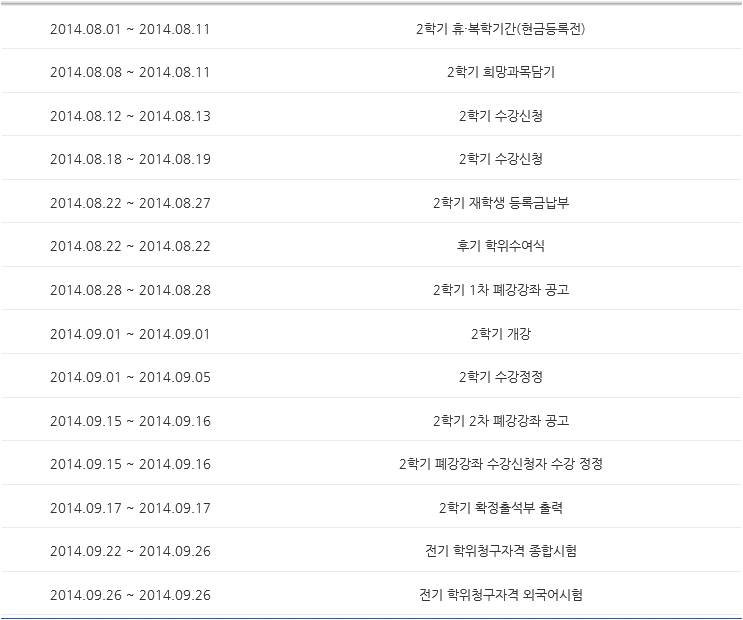 2014.08.01 ~ 2014.08.11 2학기 휴·복학기간(현금등록전)
2014.08.08 ~ 2014.08.11 2학기 희망과목담기
2014.08.12 ~ 2014.08.13 2학기 수강신청
2014.08.18 ~ 2014.08.19 2학기 수강신청
2014.08.22 ~ 2014.08.27 2학기 재학생 등록금납부
2014.08.22 ~ 2014.08.22 후기 학위수여식
2014.08.28 ~ 2014.08.28 2학기 1차 폐강강좌 공고
2014.09.01 ~ 2014.09.01 2학기 개강
2014.09.01 ~ 2014.09.05 2학기 수강정정
2014.09.15 ~ 2014.09.16 2학기 2차 폐강강좌 공고
2014.09.15 ~ 2014.09.16 2학기 폐강강좌 수강신청자 수강 정정
2014.09.17 ~ 2014.09.17 2학기 확정출석부 출력
2014.09.22 ~ 2014.09.26 전기 학위청구자격 종합시험
2014.09.26 ~ 2014.09.26 전기 학위청구자격 외국어시험